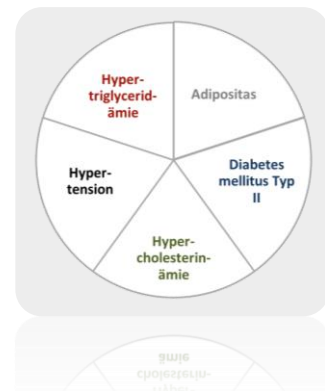 Hyper-
triglycerid-
ämie
Adipositas
Hyper-
tension
Diabetes
mellitus Typ
II
Hyper-
cholesterin-
ämie